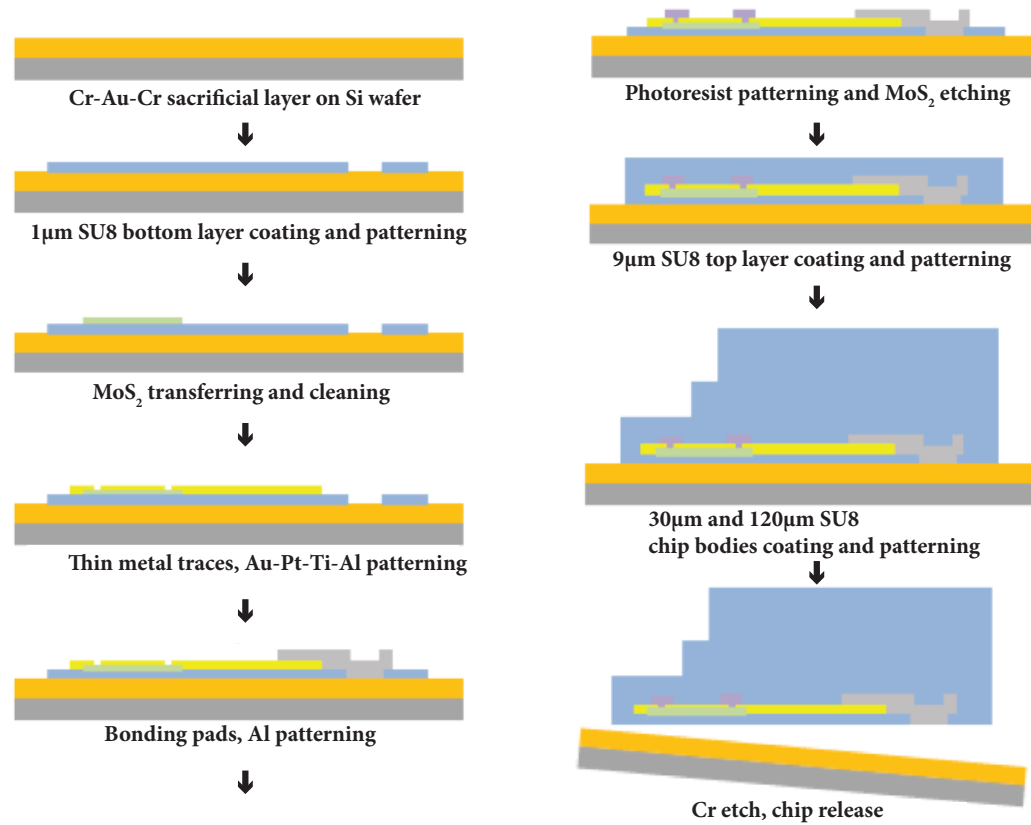 Cr-Au-Cr sacrificial layer on Si wafer
1μm SU8 bottom layer coating and patterning
MoS₂ transferring and cleaning
Thin metal traces, Au-Pt-Ti-Al patterning
Bonding pads, Al patterning
Photoresist patterning and MoS₂ etching
9μm SU8 top layer coating and patterning
30μm and 120μm SU8
chip bodies coating and patterning
Cr etch, chip release